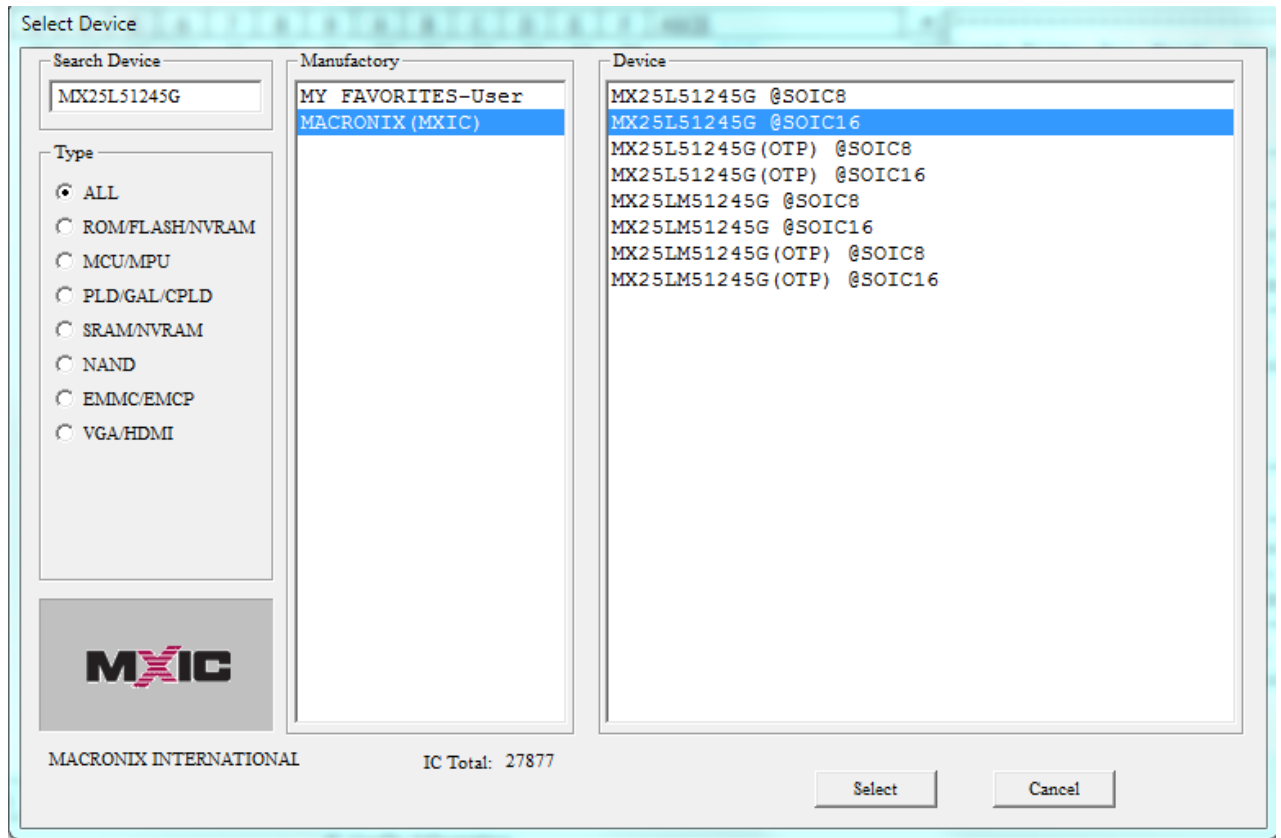 Select Device
Search Device
MX25L51245G
Type
ALL
ROM/FLASH/NVRAM
MCU/MPU
PLD/GAL/CPLD
SRAM/NVRAM
NAND
EMMC/EMCP
VGA/HDMI
MXIC
MACRONIX INTERNATIONAL
Manufactory
MY FAVORITES-User
MACRONIX(MXIC)
IC Total: 27877
Device
MX25L51245G @SOIC8
MX25L51245G @SOIC16
MX25L51245G(OTP) @SOIC8
MX25L51245G(OTP) @SOIC16
MX25LM51245G @SOIC8
MX25LM51245G @SOIC16
MX25LM51245G(OTP) @SOIC8
MX25LM51245G(OTP) @SOIC16
Select
Cancel